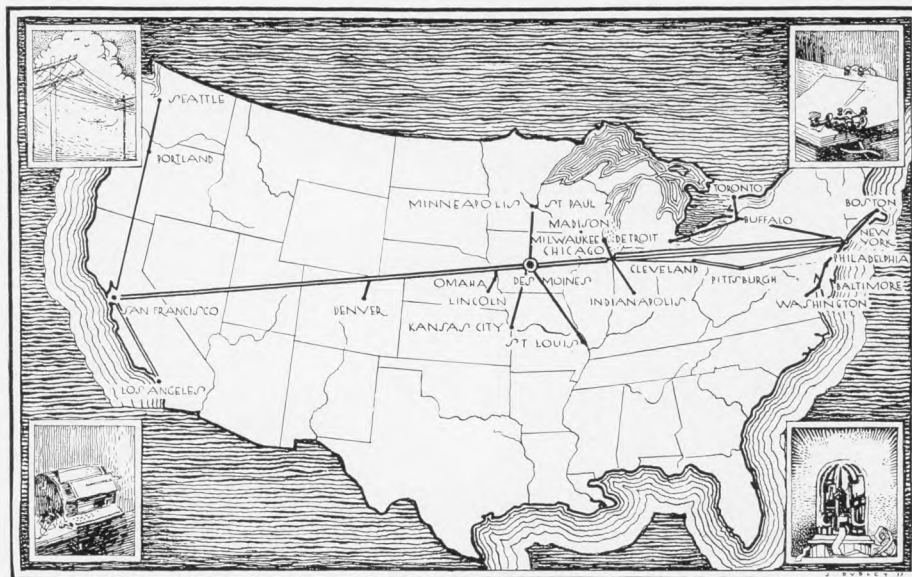 SEATTLE
PORTLAND
TORONTO
BOSTON
MINNEAPOLIS ST PAUL
BUFFALO
MADISON
NEW
YORK
MILWAUKEE DETROIT
CHICAGO
PHILADELPHIA
CLEVELAND
OMAHA DES MOINES
PITTSBURGH
BALTIMORE
LINCOLN
INDIANAPOLIS
WASHINGTON
SAN FRANCISCO
DENVER
KANSAS CITY
ST LOUIS
LOS ANGELES